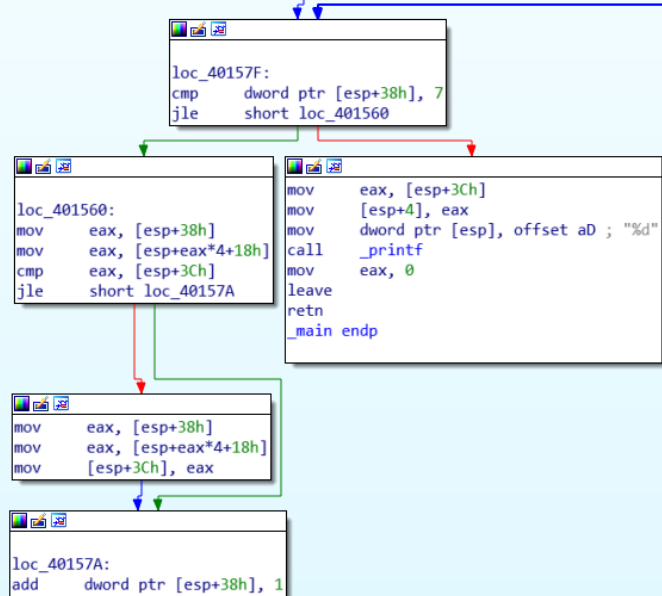 loc_40157F:
cmp dword ptr [esp+38h], 7
jle short loc_401560
loc_401560:
mov eax, [esp+38h]
mov eax, [esp+eax*4+18h]
cmp eax, [esp+3Ch]
jle short loc_40157A
mov eax, [esp+3Ch]
mov [esp+4], eax
mov dword ptr [esp], offset aD ; "%d"
call _printf
mov eax, 0
leave
retn
_main endp
mov eax, [esp+38h]
mov eax, [esp+eax*4+18h]
mov [esp+3Ch], eax
loc_40157A:
add dword ptr [esp+38h], 1